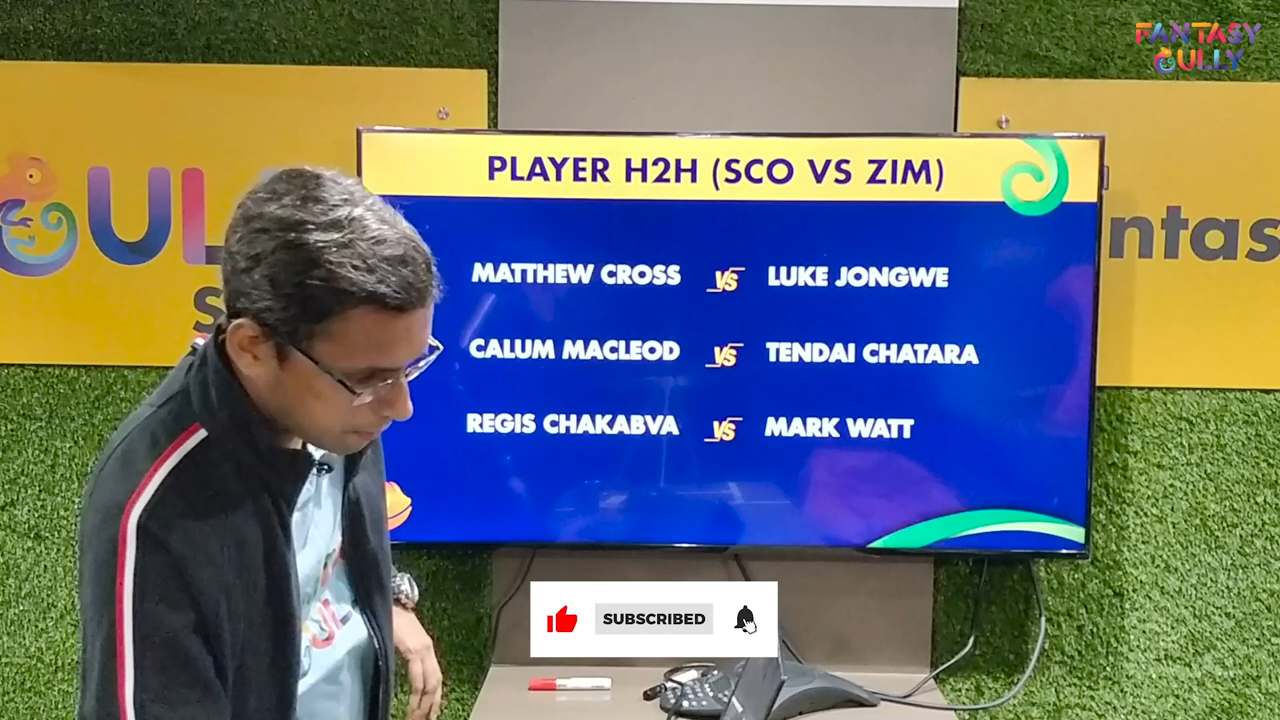 FANTASY
GULLY
PLAYER H2H (SCO VS ZIM)
MATTHEW CROSS VS LUKE JONGWE
CALUM MACLEOD VS TENDAI CHATARA
REGIS CHAKABVA VS MARK WATT
SUBSCRIBED